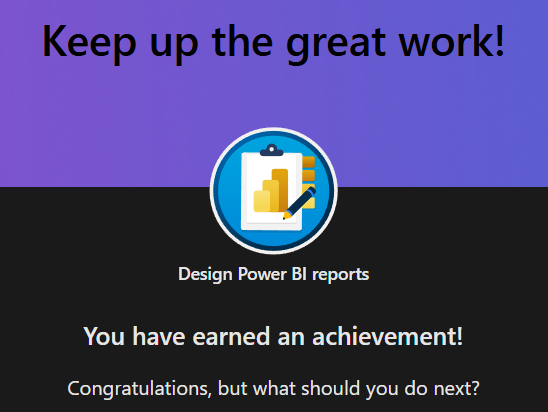 Keep up the great work!
Design Power BI reports
You have earned an achievement!
Congratulations, but what should you do next?